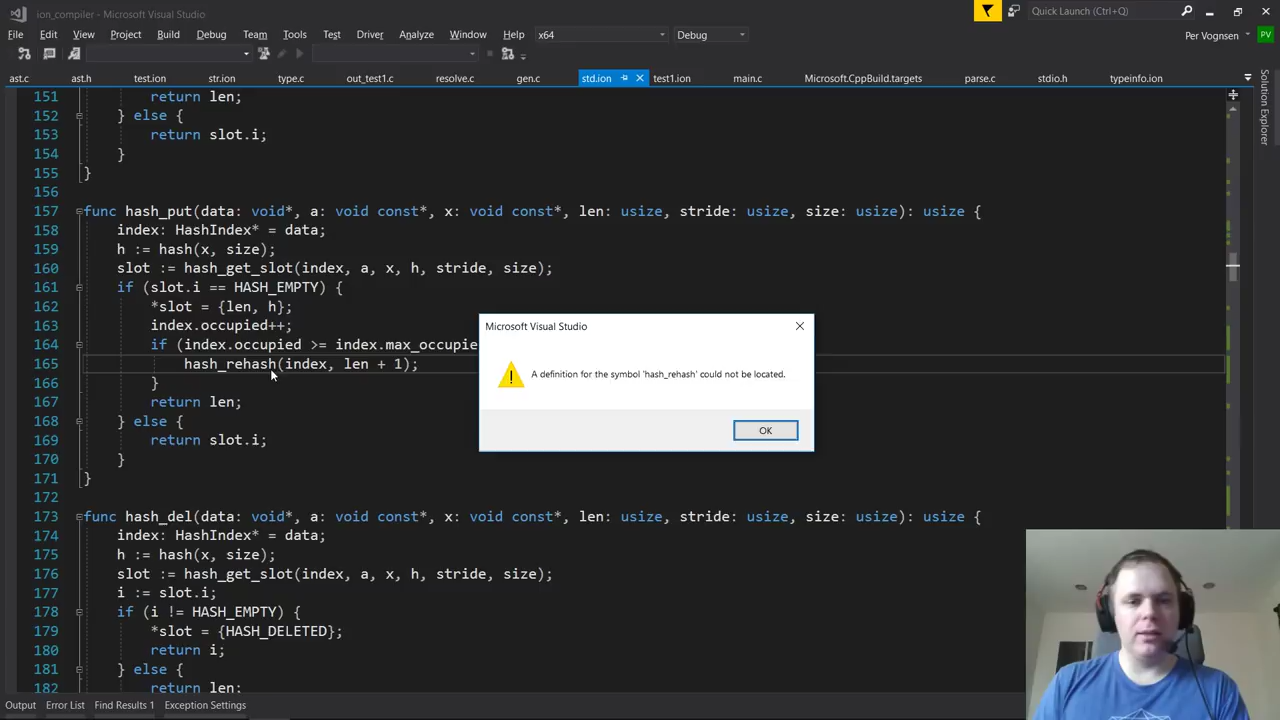 ion_compiler - Microsoft Visual Studio
Quick Launch (Ctrl+Q)
File Edit View Project Build Debug Team Tools Test Driver Analyze Window Help x64 Debug
Per Vognsen PV
ast.c ast.h test.ion str.ion type.c out_test1.c resolve.c gen.c std.ion test1.ion main.c Microsoft.CppBuild.targets parse.c stdio.h typeinfo.ion
Solution Explorer
151 return len;
152 } else {
153 return slot.i;
154 }
155 }
156
157 func hash_put(data: void*, a: void const*, x: void const*, len: usize, stride: usize, size: usize): usize {
158 index: HashIndex* = data;
159 h := hash(x, size);
160 slot := hash_get_slot(index, a, x, h, stride, size);
161 if (slot.i == HASH_EMPTY) {
162 *slot = {len, h};
163 index.occupied++;
164 if (index.occupied >= index.max_occupie
165 hash_rehash(index, len + 1);
166 }
167 return len;
168 } else {
169 return slot.i;
170 }
171 }
172
173 func hash_del(data: void*, a: void const*, x: void const*, len: usize, stride: usize, size: usize): usize {
174 index: HashIndex* = data;
175 h := hash(x, size);
176 slot := hash_get_slot(index, a, x, h, stride, size);
177 i := slot.i;
178 if (i != HASH_EMPTY) {
179 *slot = {HASH_DELETED};
180 return i;
181 } else {
182 return len;
Microsoft Visual Studio
A definition for the symbol 'hash_rehash' could not be located.
OK
Output Error List Find Results 1 Exception Settings